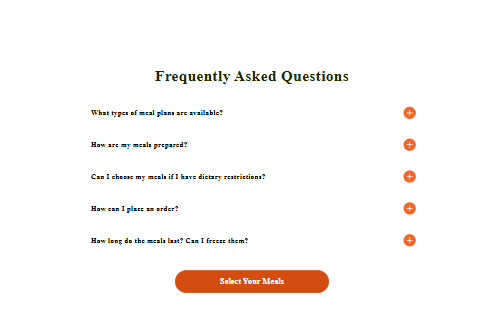 Frequently Asked Questions
What types of meal plans are available?
How are my meals prepared?
Can I choose my meals if I have dietary restrictions?
How can I place an order?
How long do the meals last? Can I freeze them?
Select Your Meals